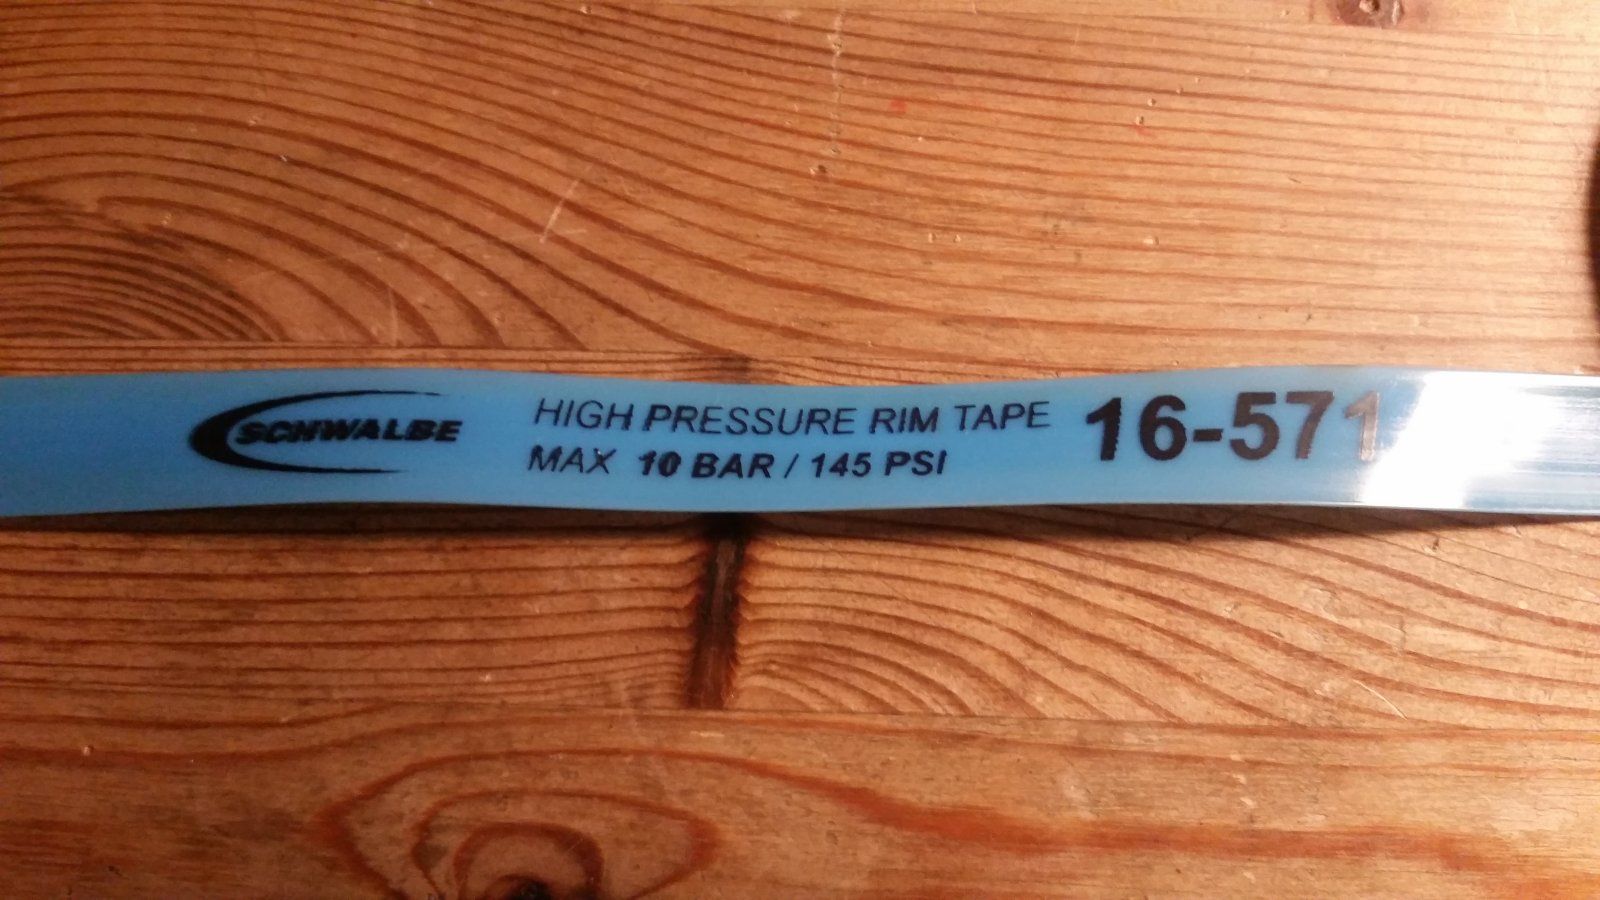 SCHWALBE
HIGH PRESSURE RIM TAPE
MAX 10 BAR / 145 PSI
16-571